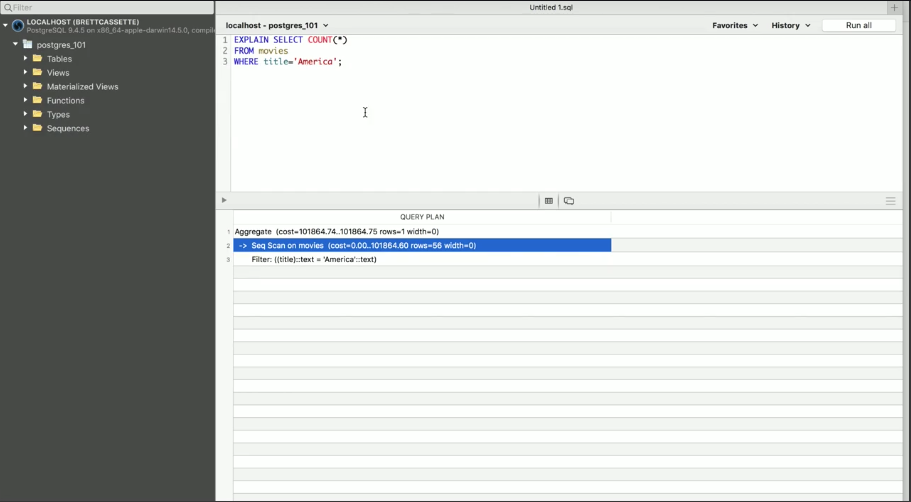 Filter
Untitled 1.sql
LOCALHOST (BRETTCASSETTE)
PostgreSQL 9.4.5 on x86_64-apple-darwin14.5.0, compil
postgres_101
Tables
Views
Materialized Views
Functions
Types
Sequences
localhost - postgres_101
Favorites
History
Run all
1 EXPLAIN SELECT COUNT(*)
2 FROM movies
3 WHERE title='America';
QUERY PLAN
1 Aggregate (cost=101864.74..101864.75 rows=1 width=0)
2 -> Seq Scan on movies (cost=0.00..101864.60 rows=56 width=0)
3 Filter: ((title)::text = 'America'::text)